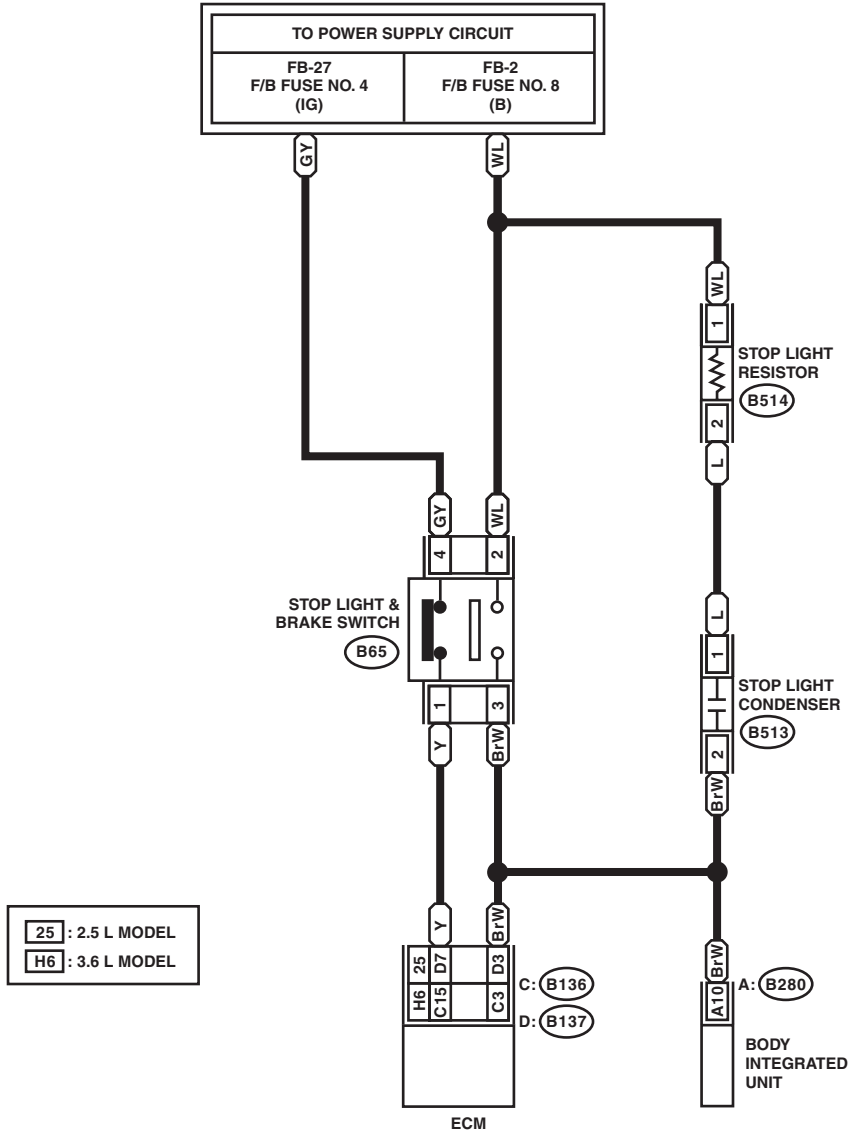 TO POWER SUPPLY CIRCUIT
FB-27
F/B FUSE NO. 4
(IG)
FB-2
F/B FUSE NO. 8
(B)
GY
WL
WL
1
STOP LIGHT
RESISTOR
B514
2
L
GY
WL
4
2
STOP LIGHT &
BRAKE SWITCH
B65
1
3
Y
BrW
L
1
STOP LIGHT
CONDENSER
B513
2
BrW
25 : 2.5 L MODEL
H6 : 3.6 L MODEL
Y
BrW
25
D7
D3
H6
C15
C3
C: B136
D: B137
ECM
BrW
A10
A: B280
BODY
INTEGRATED
UNIT